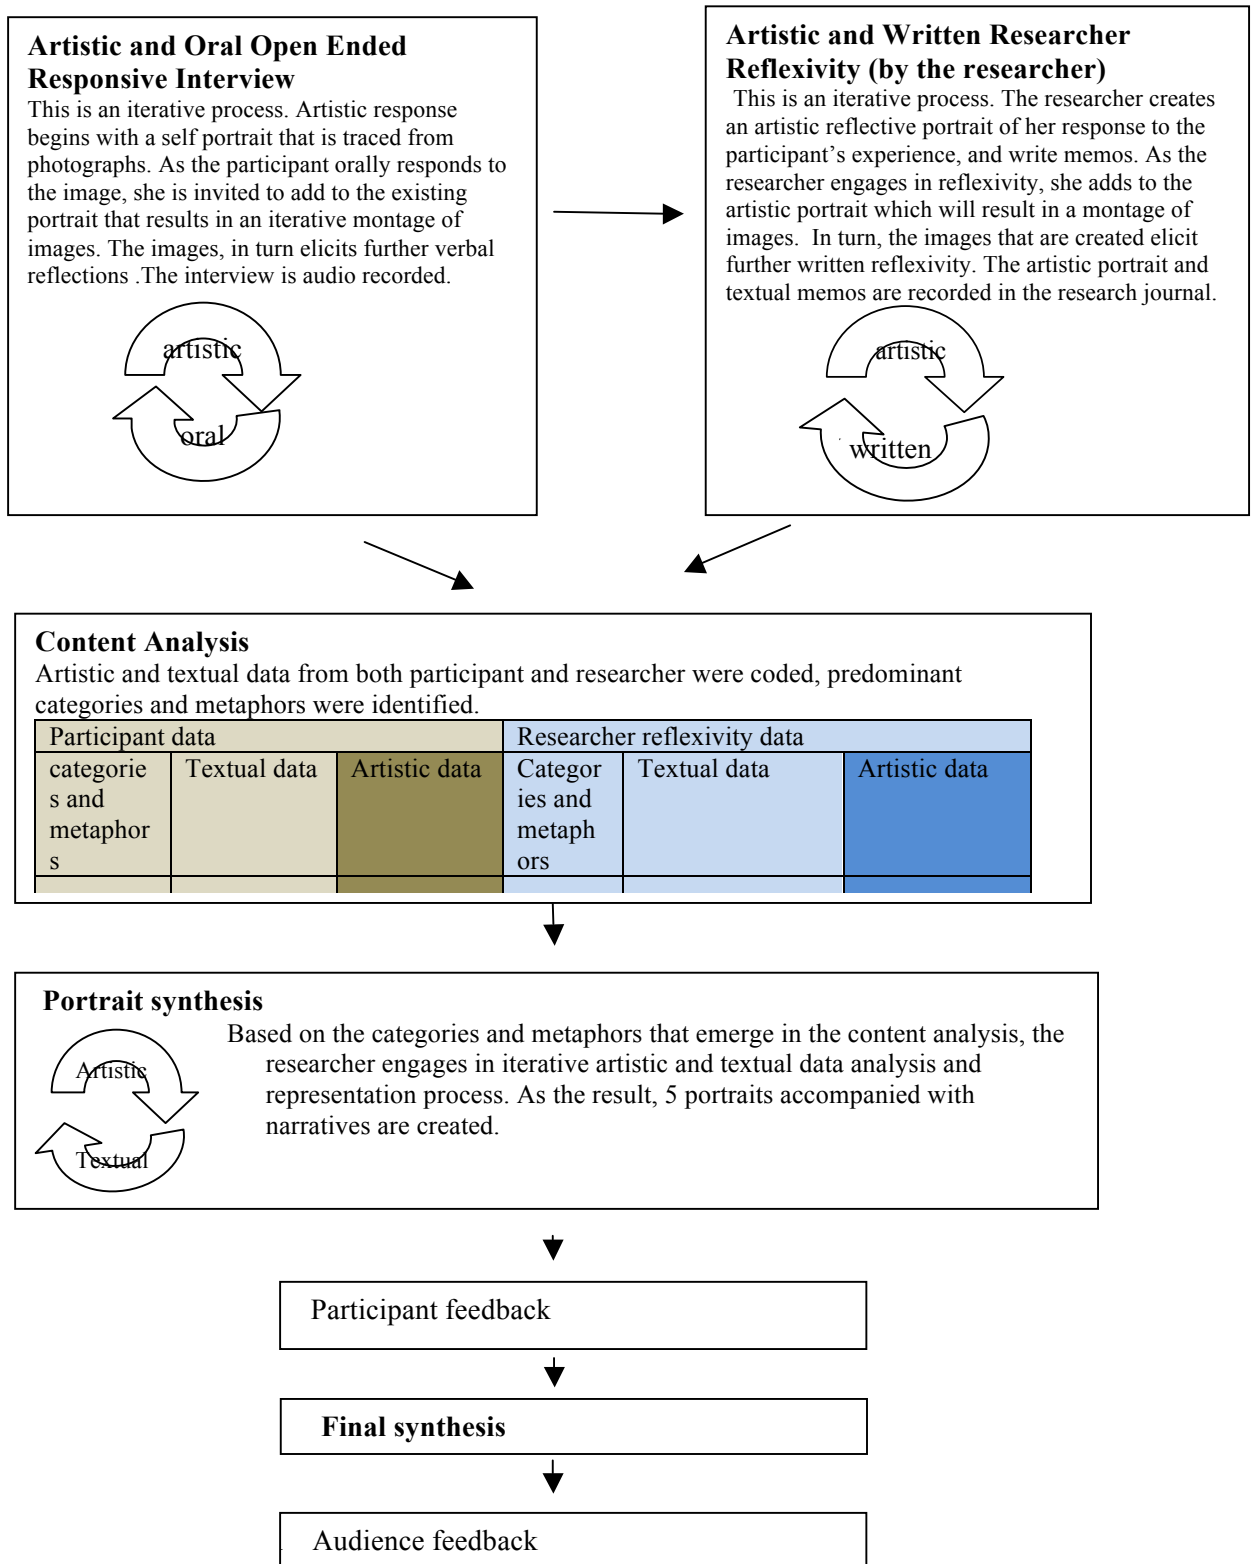 Artistic and Oral Open Ended
Responsive Interview
This is an iterative process. Artistic response
begins with a self portrait that is traced from
photographs. As the participant orally responds to
the image, she is invited to add to the existing
portrait that results in an iterative montage of
images. The images, in turn elicits further verbal
reflections .The interview is audio recorded.
artistic
oral
Artistic and Written Researcher
Reflexivity (by the researcher)
This is an iterative process. The researcher creates
an artistic reflective portrait of her response to the
participant’s experience, and write memos. As the
researcher engages in reflexivity, she adds to the
artistic portrait which will result in a montage of
images.  In turn, the images that are created elicit
further written reflexivity. The artistic portrait and
textual memos are recorded in the research journal.
artistic
written
Content Analysis
Artistic and textual data from both participant and researcher were coded, predominant
categories and metaphors were identified.
Participant data
Researcher reflexivity data
categorie
s and
metaphor
s
Textual data
Artistic data
Categor
ies and
metaph
ors
Textual data
Artistic data
Portrait synthesis
Based on the categories and metaphors that emerge in the content analysis, the
researcher engages in iterative artistic and textual data analysis and
representation process. As the result, 5 portraits accompanied with
narratives are created.
Artistic
Textual
Participant feedback
Final synthesis
Audience feedback